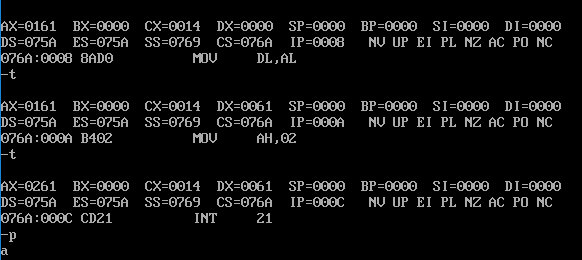 AX=0161  BX=0000  CX=0014  DX=0000  SP=0000  BP=0000  SI=0000  DI=0000
DS=075A  ES=075A  SS=0769  CS=076A  IP=0008   NV UP EI PL NZ AC PO NC
076A:0008 8AD0          MOV     DL,AL
-t
AX=0161  BX=0000  CX=0014  DX=0061  SP=0000  BP=0000  SI=0000  DI=0000
DS=075A  ES=075A  SS=0769  CS=076A  IP=000A   NV UP EI PL NZ AC PO NC
076A:000A B402          MOV     AH,02
-t
AX=0261  BX=0000  CX=0014  DX=0061  SP=0000  BP=0000  SI=0000  DI=0000
DS=075A  ES=075A  SS=0769  CS=076A  IP=000C   NV UP EI PL NZ AC PO NC
076A:000C CD21          INT     21
-p
a